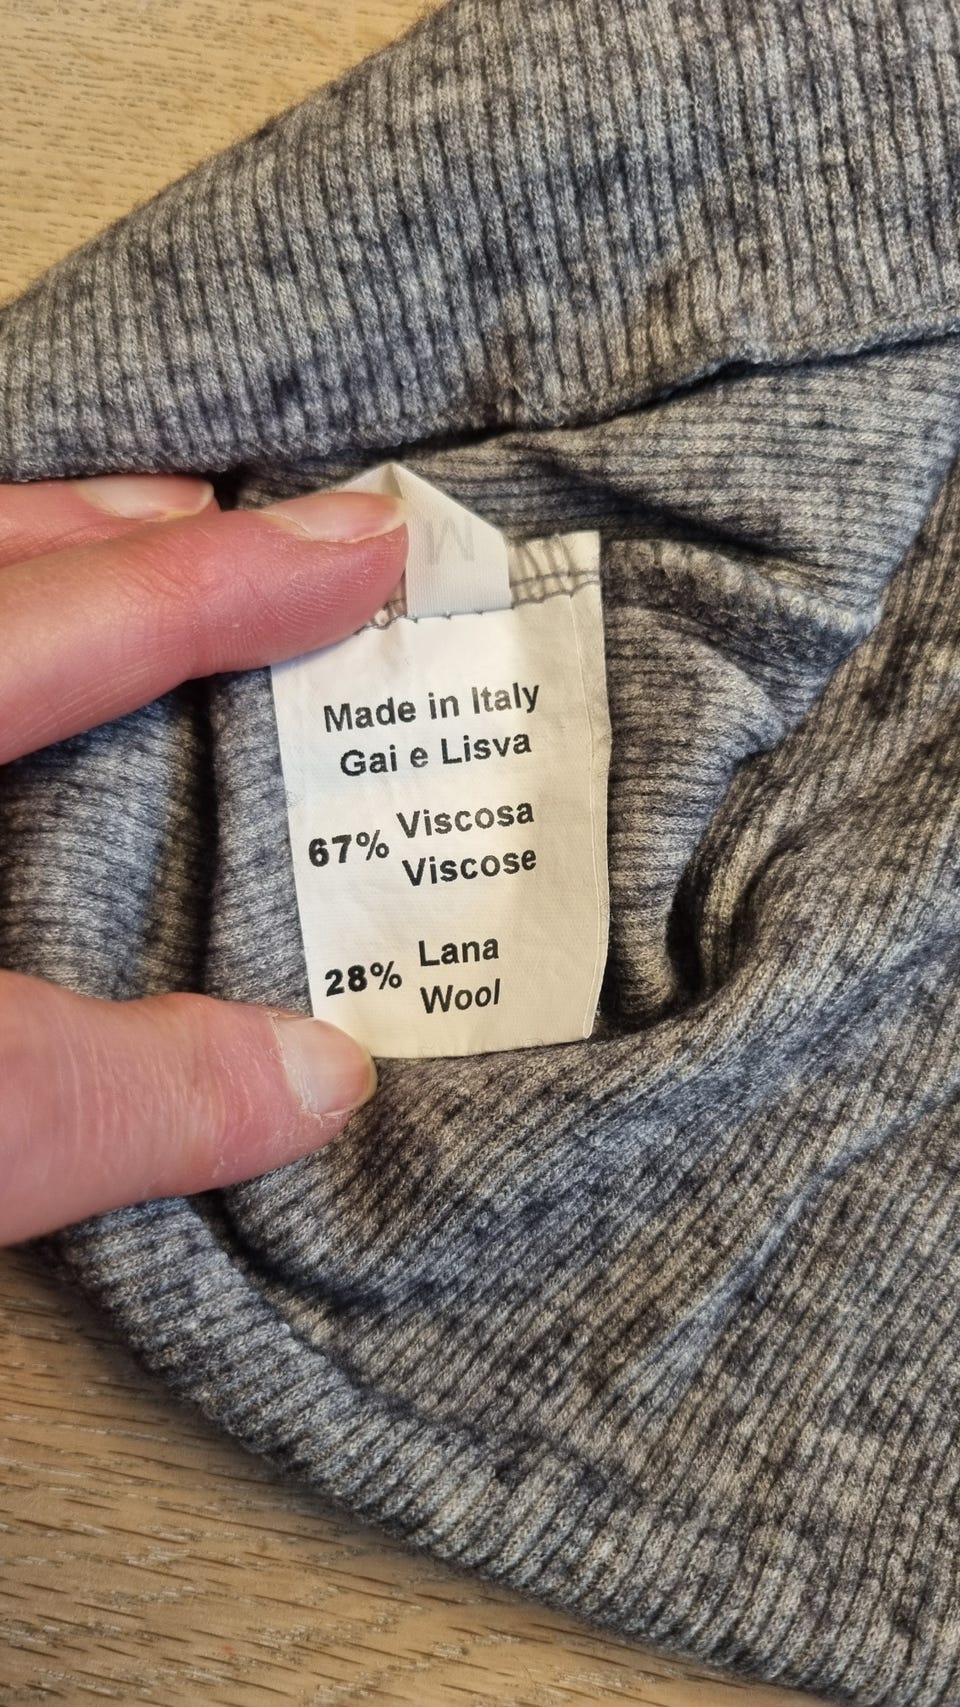 M
Made in Italy
Gai e Lisva
67% Viscosa
Viscose
28% Lana
Wool